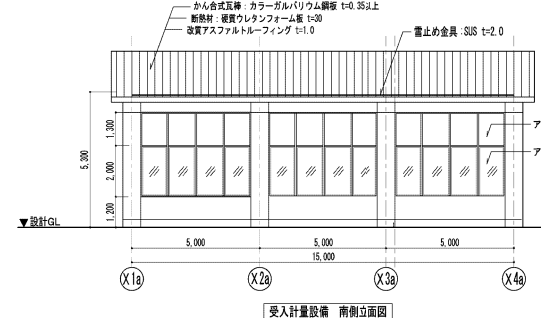 かん合式瓦棒：カラーガルバリウム鋼板 t=0.35以上
断熱材：硬質ウレタンフォーム板 t=30
改質アスファルトルーフィング t=1.0
雪止め金具：SUS t=2.0
ア
ア
1,300
5,300
2,000
1,200
▼設計GL
5,000 5,000 5,000
15,000
X1a X2a X3a X4a
受入計量設備 南側立面図